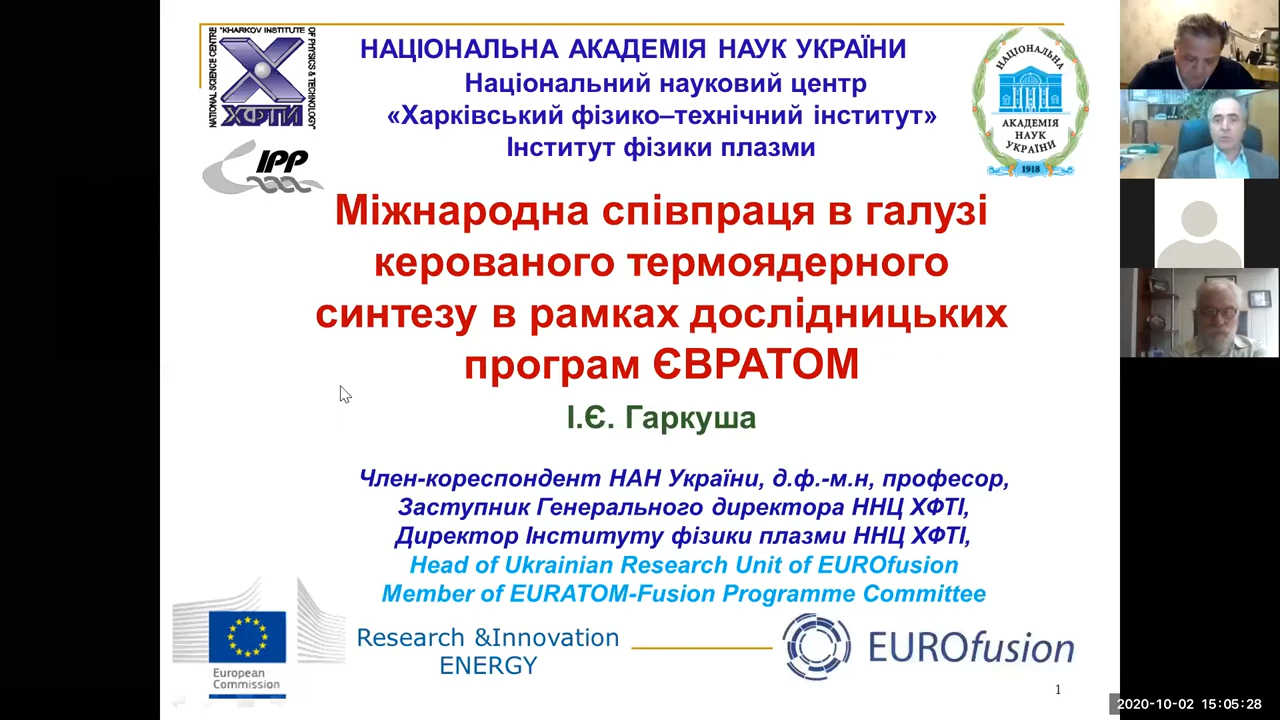 НАЦІОНАЛЬНА АКАДЕМІЯ НАУК УКРАЇНИ
Національний науковий центр
«Харківський фізико–технічний інститут»
Інститут фізики плазми
NATIONAL SCIENCE CENTRE
"KHARKOV INSTITUTE
OF PHYSICS & TECHNOLOGY"
ХФТИ
IPP
НАЦІОНАЛЬНА
АКАДЕМІЯ
НАУК
УКРАЇНИ
1918
Міжнародна співпраця в галузі
керованого термоядерного
синтезу в рамках дослідницьких
програм ЄВРАТОМ
І.Є. Гаркуша
Член-кореспондент НАН України, д.ф.-м.н, професор,
Заступник Генерального директора ННЦ ХФТІ,
Директор Інституту фізики плазми ННЦ ХФТІ,
Head of Ukrainian Research Unit of EUROfusion
Member of EURATOM-Fusion Programme Committee
European
Commission
Research &Innovation
ENERGY
EUROfusion
1
2020-10-02 15:05:28